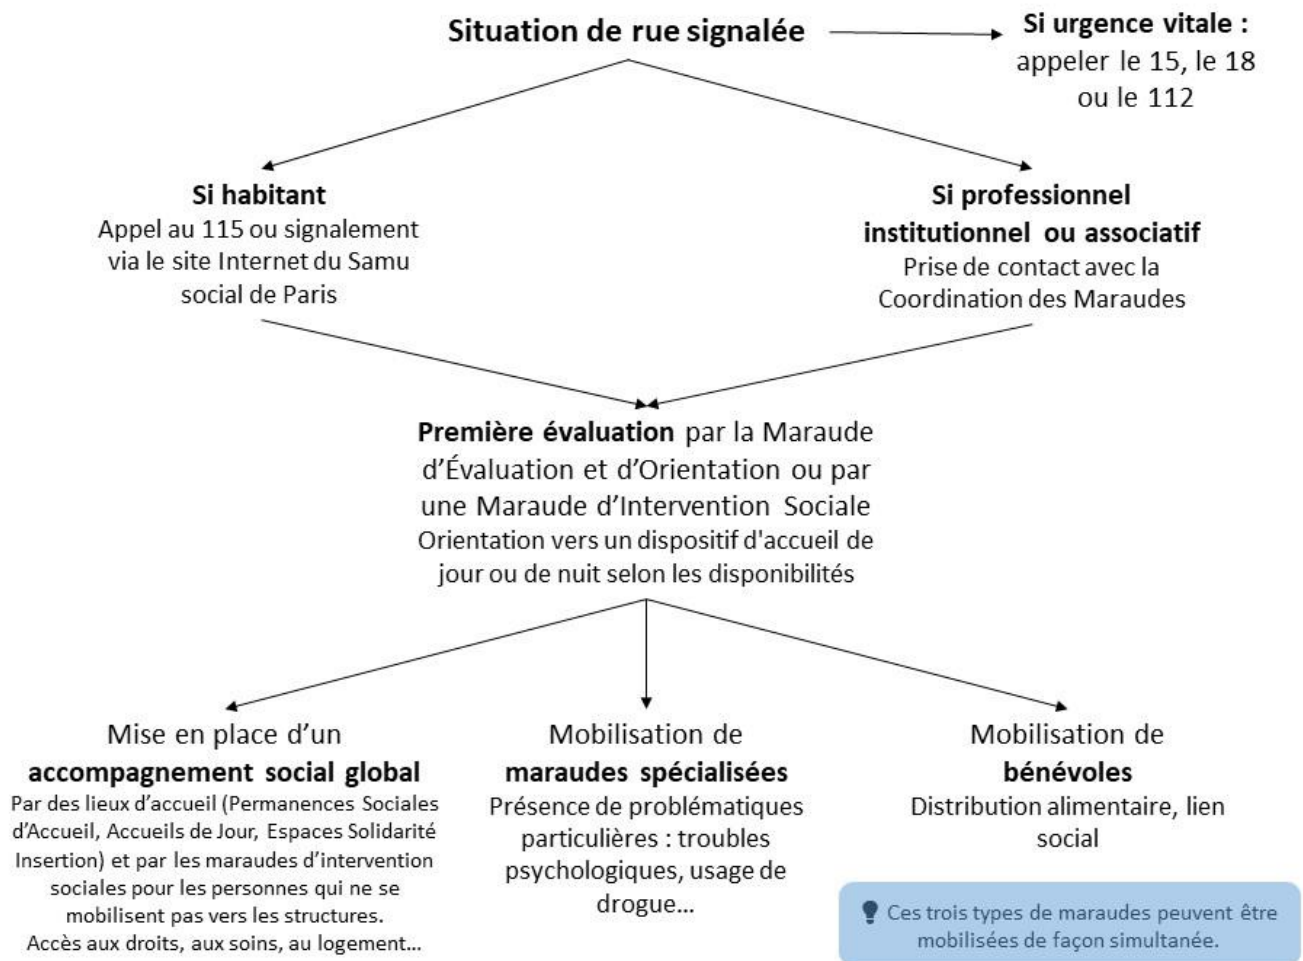 Situation de rue signalée
Si urgence vitale :
appeler le 15, le 18
ou le 112
Si habitant
Appel au 115 ou signalement
via le site Internet du Samu
social de Paris
Si professionnel
institutionnel ou associatif
Prise de contact avec la
Coordination des Maraudes
Première évaluation par la Maraude
d'Évaluation et d'Orientation ou par
une Maraude d'Intervention Sociale
Orientation vers un dispositif d'accueil de
jour ou de nuit selon les disponibilités
Mise en place d'un
accompagnement social global
Par des lieux d'accueil (Permanences Sociales
d'Accueil, Accueils de Jour, Espaces Solidarité
Insertion) et par les maraudes d'intervention
sociales pour les personnes qui ne se
mobilisent pas vers les structures.
Accès aux droits, aux soins, au logement...
Mobilisation de
maraudes spécialisées
Présence de problématiques
particulières : troubles
psychologiques, usage de
drogue...
Mobilisation de
bénévoles
Distribution alimentaire, lien
social
Ces trois types de maraudes peuvent être
mobilisées de façon simultanée.